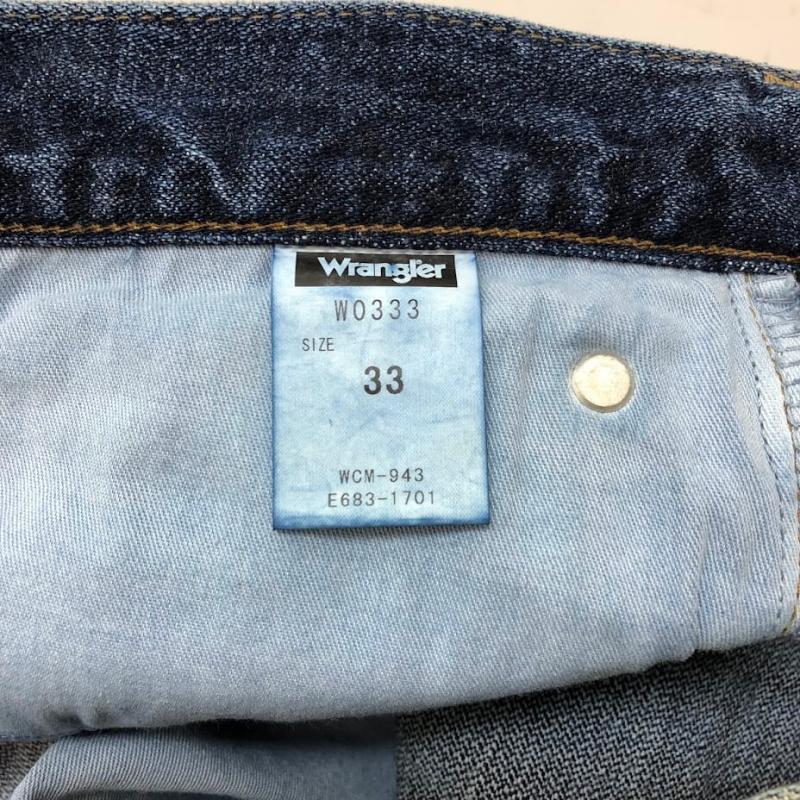 Wrangler
W0333
SIZE
33
WCM-943
E683-1701